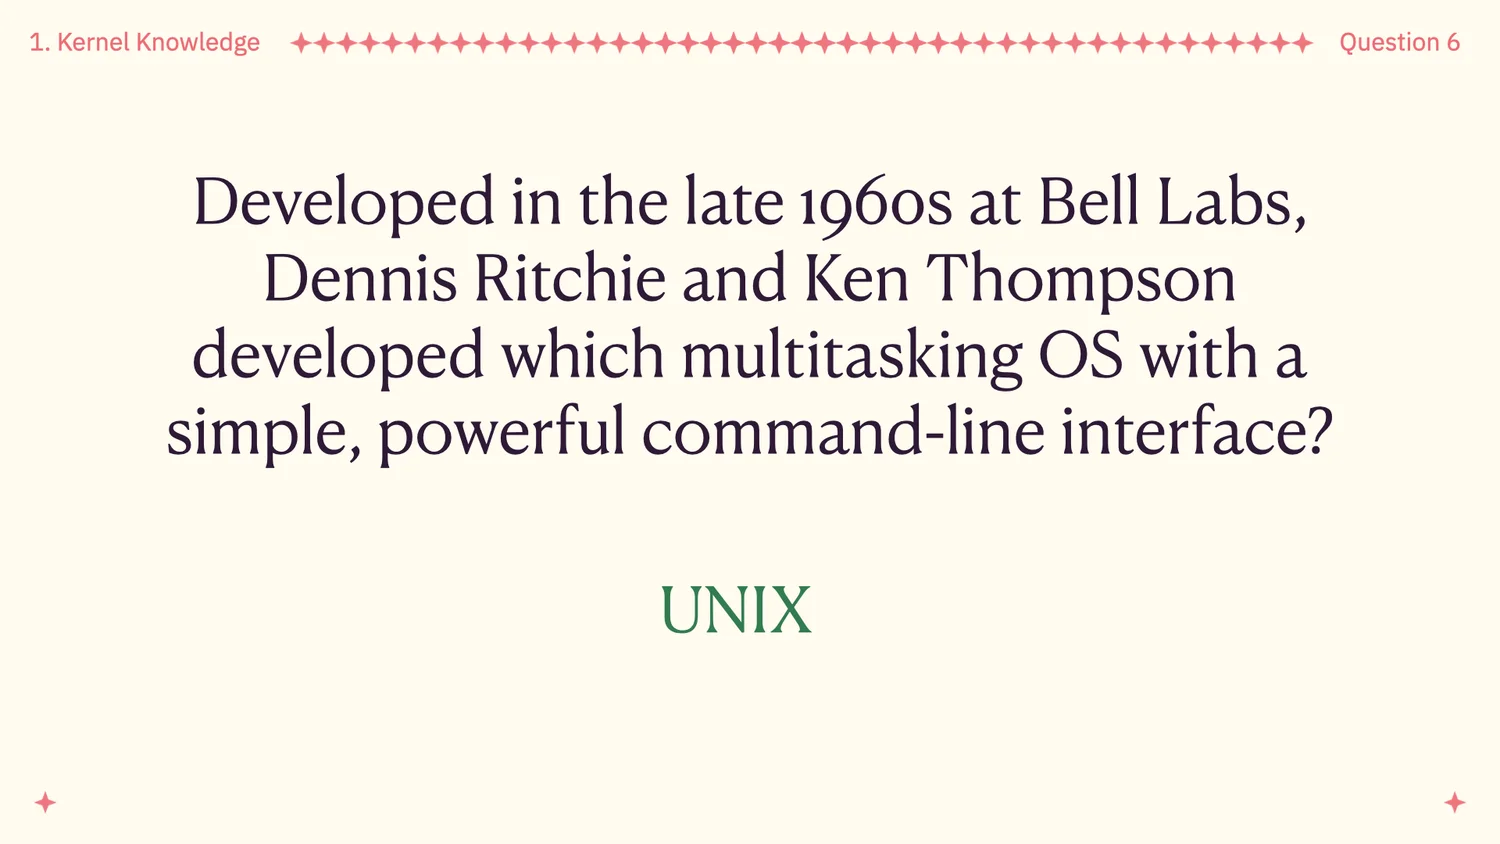 1. Kernel Knowledge
Question 6
Developed in the late 1960s at Bell Labs,
Dennis Ritchie and Ken Thompson
developed which multitasking OS with a
simple, powerful command-line interface?
UNIX